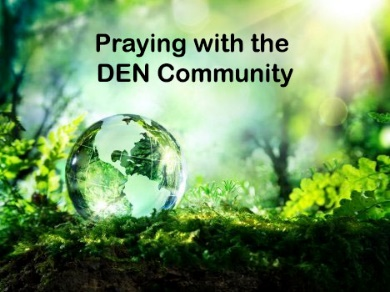 Praying with the
DEN Community